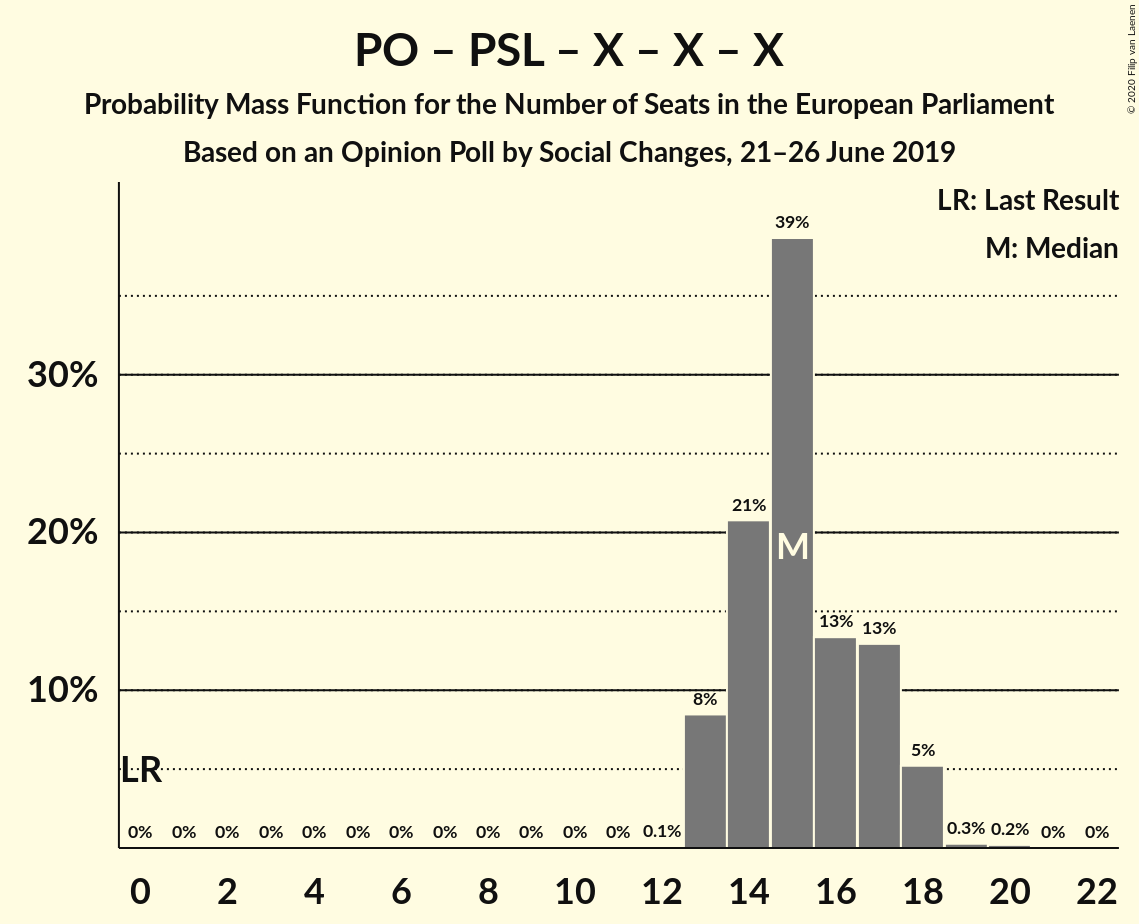 PO – PSL – X – X – X
Probability Mass Function for the Number of Seats in the European Parliament
Based on an Opinion Poll by Social Changes, 21–26 June 2019
© 2020 Filip van Laenen
LR: Last Result
M: Median
39%
30%
21%
20%
M
13%
13%
10%
8%
5%
LR
0% 0% 0% 0% 0% 0% 0% 0% 0% 0% 0% 0% 0.1% 0.3% 0.2% 0% 0%
0 2 4 6 8 10 12 14 16 18 20 22